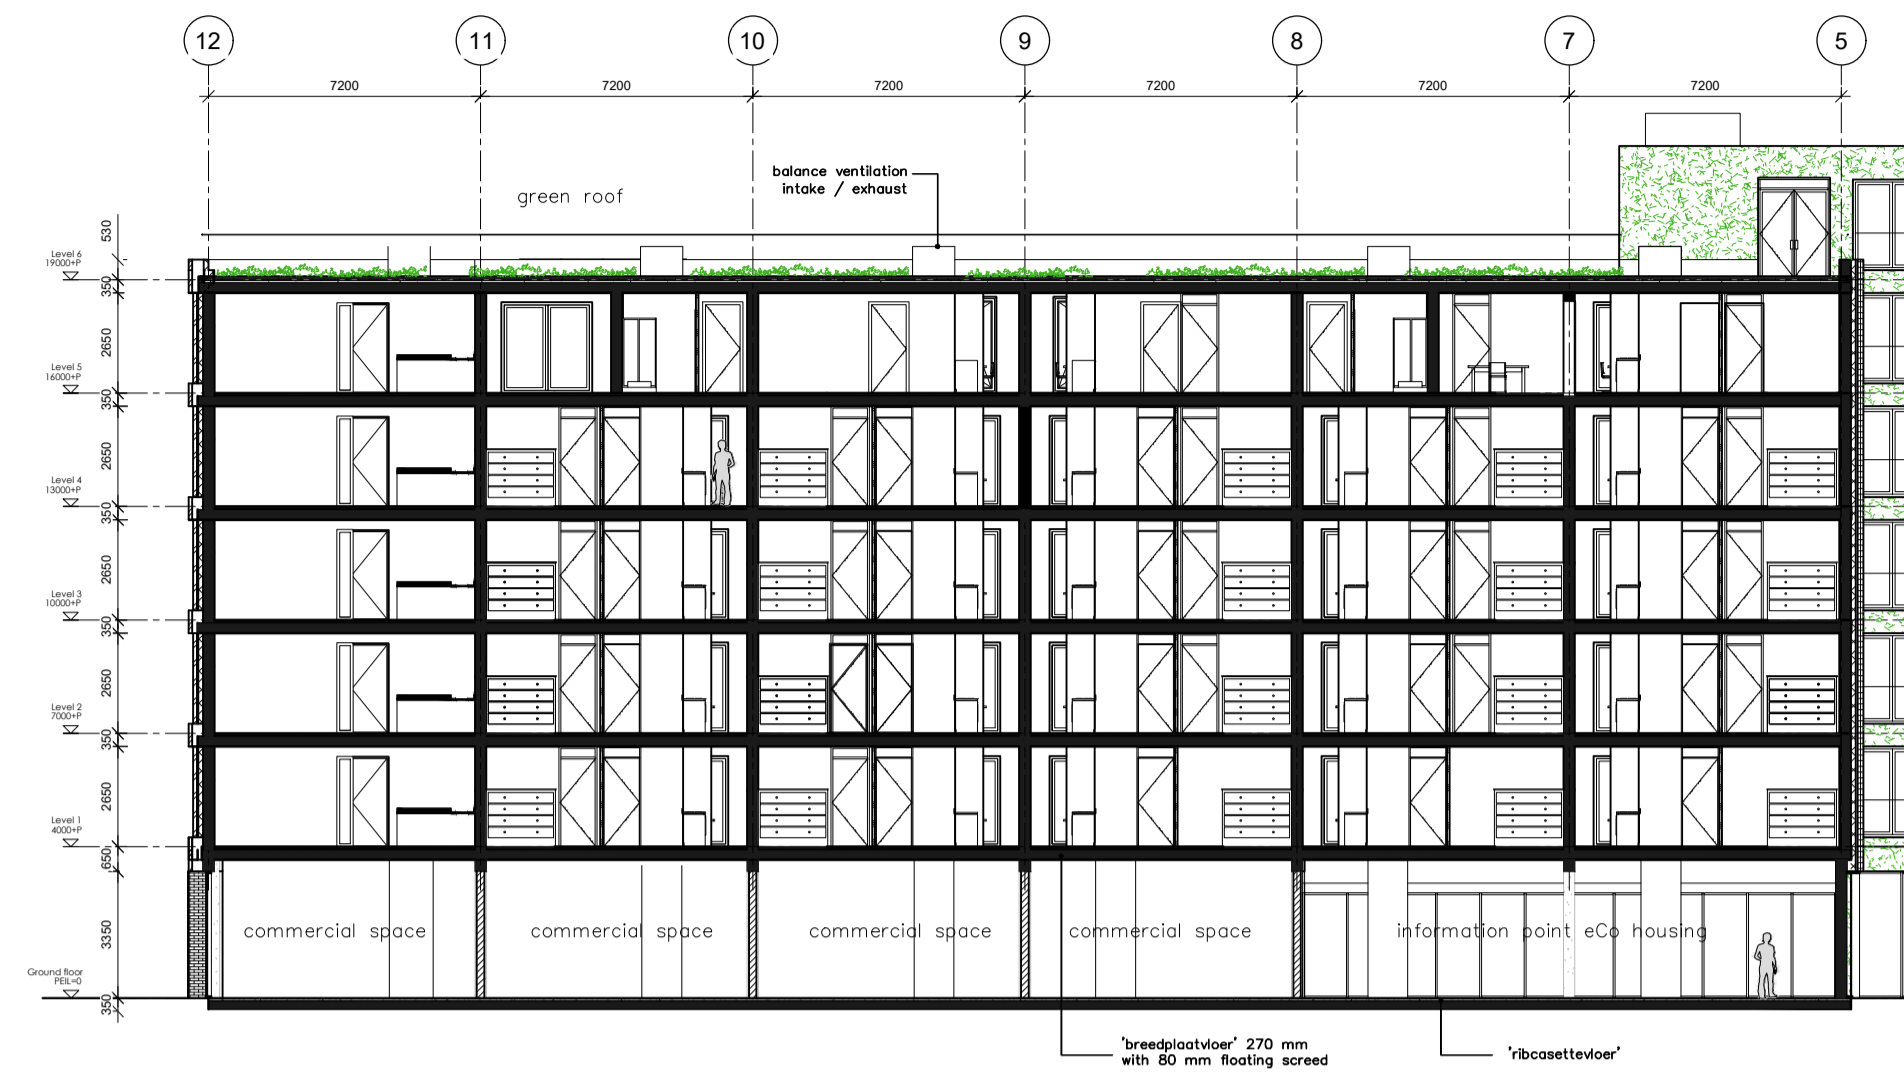 12 11 10 9 8 7 5
7200 7200 7200 7200 7200 7200
balance ventilation
intake / exhaust
green roof
530
Level 6
19000+P
350
2650
Level 5
16000+P
350
2650
Level 4
13000+P
350
2650
Level 3
10000+P
350
2650
Level 2
7000+P
350
2650
Level 1
4000+P
650
commercial space commercial space commercial space commercial space information point eCo housing
3350
Ground floor
PEIL=0
350
'breedplaatvloer' 270 mm
with 80 mm floating screed
'ribcasettevloer'